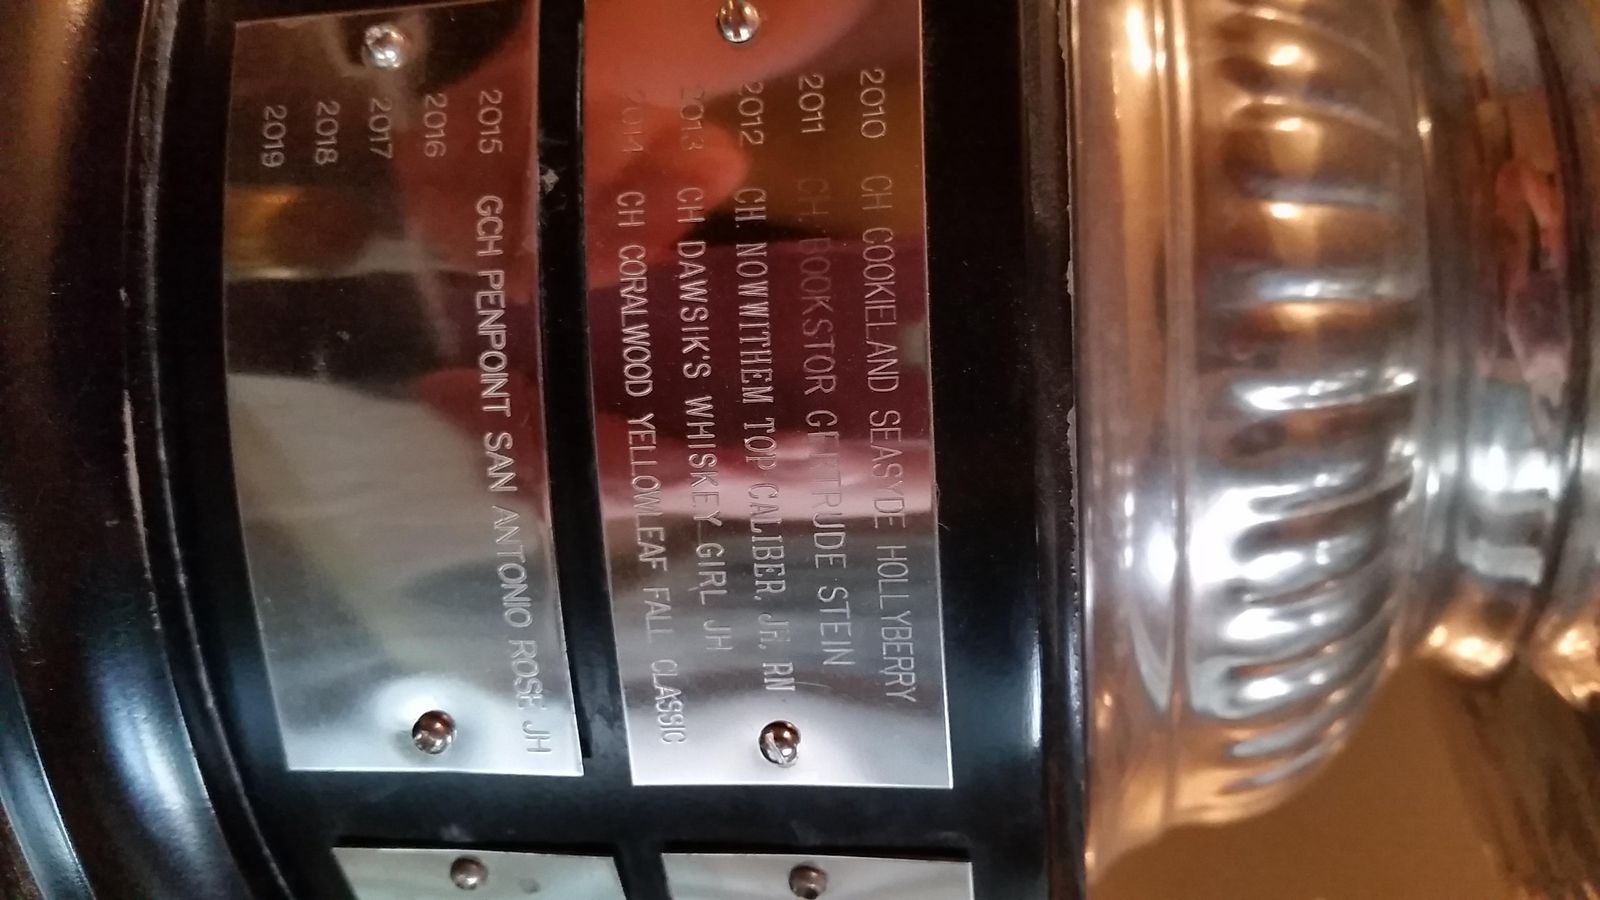 2010 CH COOKIELAND SEASYDE HOLLYBERRY
2011 CH. BOOKSTOR GERTRUDE STEIN
2012 CH. NOWWITHEM TOP CALIBER, JE, RN
2013 CH DAWSIK'S WHISKEY GIRL JH
2014 CH CORALWOOD YELLOWLEAF FALL CLASSIC
2015 GCH PENPOINT SAN ANTONIO ROSE JH
2016
2017
2018
2019